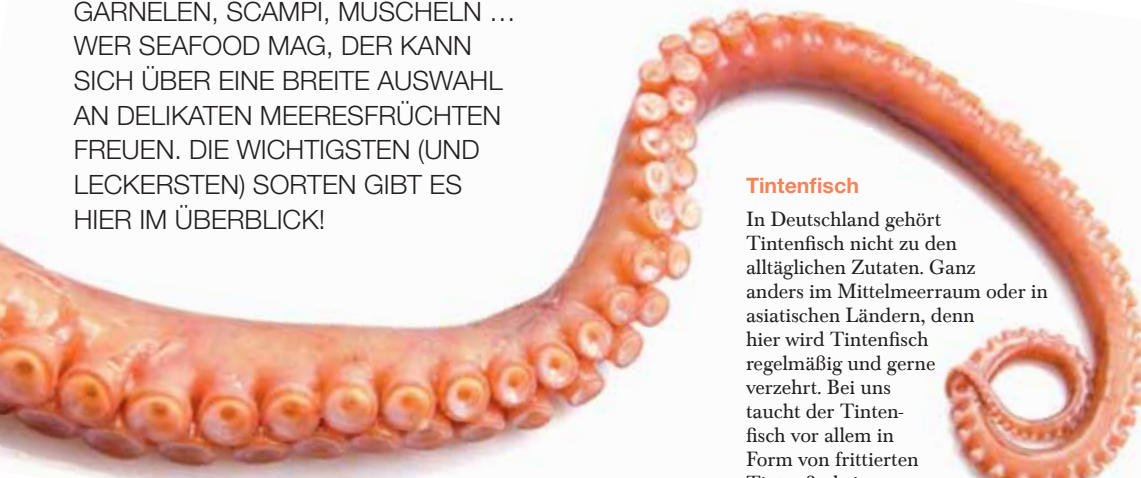 GARNELEN, SCAMPI, MUSCHELN …
WER SEAFOOD MAG, DER KANN
SICH ÜBER EINE BREITE AUSWAHL
AN DELIKATEN MEERESFRÜCHTEN
FREUEN. DIE WICHTIGSTEN (UND
LECKERSTEN) SORTEN GIBT ES
HIER IM ÜBERBLICK!
Tintenfisch
In Deutschland gehört
Tintenfisch nicht zu den
alltäglichen Zutaten. Ganz
anders im Mittelmeerraum oder in
asiatischen Ländern, denn
hier wird Tintenfisch
regelmäßig und gerne
verzehrt. Bei uns
taucht der Tinten-
fisch vor allem in
Form von frittierten